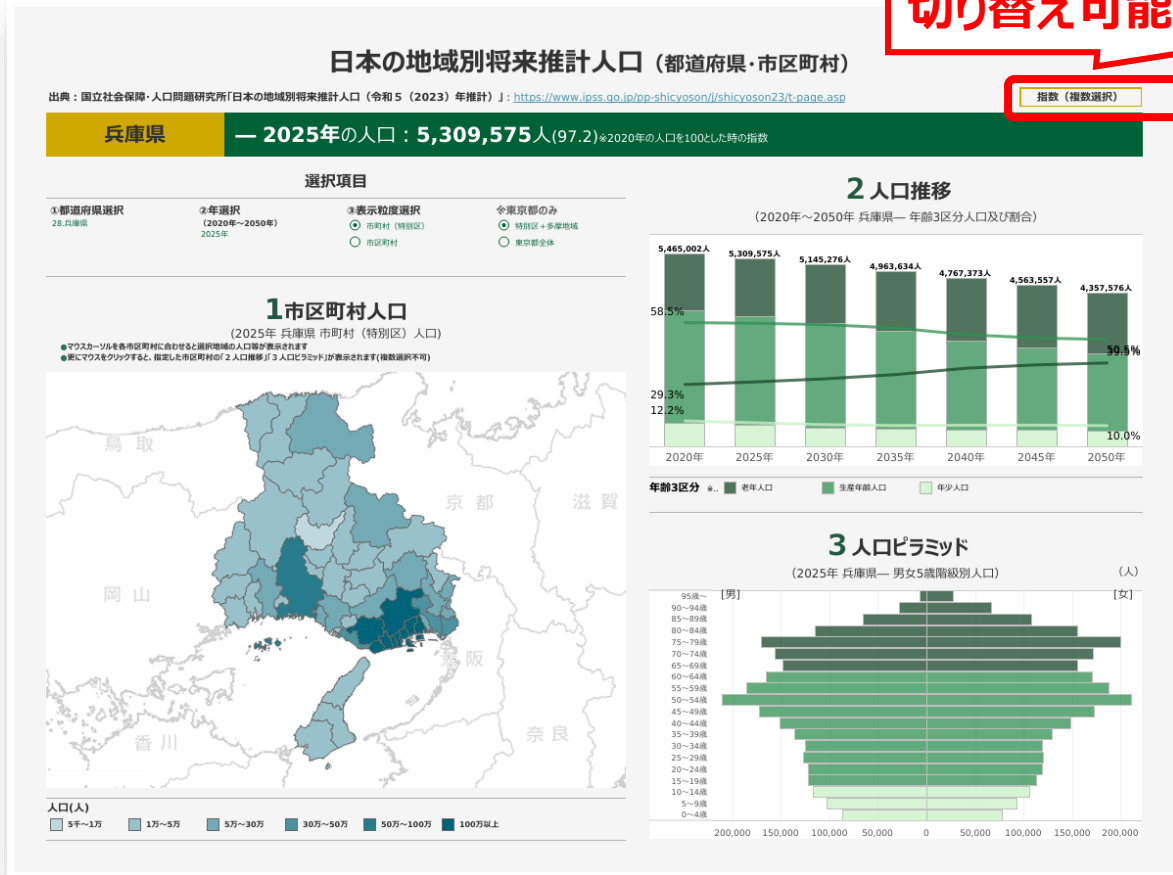 切り替え可能
日本の地域別将来推計人口（都道府県・市区町村）
出典：国立社会保障・人口問題研究所「日本の地域別将来推計人口（令和５（2023）年推計）」: https://www.ipss.go.jp/pp-shicyoson/j/shicyoson23/t-page.asp
指数（複数選択）
兵庫県
― 2025年の人口：5,309,575人(97.2)※2020年の人口を100とした時の指数
選択項目
①都道府県選択
28.兵庫県
②年選択
(2020年～2050年)
2025年
③表示粒度選択
市町村（特別区）
市区町村
※東京都のみ
特別区＋多摩地域
東京都全体
1市区町村人口
(2025年 兵庫県 市町村（特別区）人口)
●マウスカーソルを各市区町村に合わせると選択地域の人口等が表示されます
●更にマウスをクリックすると、指定した市区町村の「２人口推移」「３人口ピラミッド」が表示されます(複数選択不可)
鳥取
京都
滋賀
岡山
大阪
香川
奈良
人口(人)
5千～1万
1万～5万
5万～30万
30万～50万
50万～100万
100万以上
2 人口推移
(2020年～2050年 兵庫県― 年齢3区分人口及び割合)
5,465,002人
5,309,575人
5,145,276人
4,963,634人
4,767,373人
4,563,557人
4,357,576人
58.5%
50.5%
39.5%
29.3%
12.2%
10.0%
2020年
2025年
2030年
2035年
2040年
2045年
2050年
年齢3区分 ※..
老年人口
生産年齢人口
年少人口
3 人口ピラミッド
(2025年 兵庫県― 男女5歳階級別人口)
(人)
[男]
[女]
95歳～
90～94歳
85～89歳
80～84歳
75～79歳
70～74歳
65～69歳
60～64歳
55～59歳
50～54歳
45～49歳
40～44歳
35～39歳
30～34歳
25～29歳
20～24歳
15～19歳
10～14歳
5～9歳
0～4歳
200,000
150,000
100,000
50,000
0
50,000
100,000
150,000
200,000